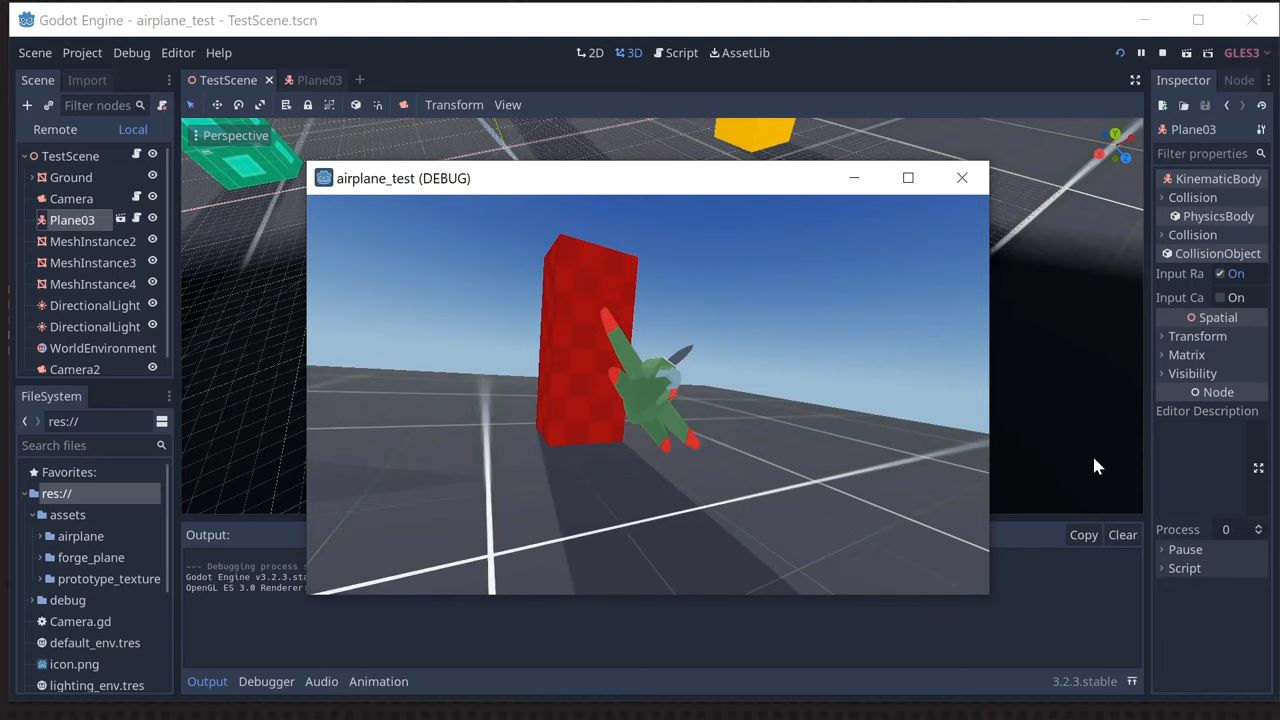 Godot Engine - airplane_test - TestScene.tscn
Scene Project Debug Editor Help
2D 3D Script AssetLib
GLES3
Scene Import
TestScene Plane03
Inspector Node
Filter nodes
Transform View
Remote Local
Perspective
Plane03
Filter properties
TestScene
Ground
Camera
Plane03
MeshInstance2
MeshInstance3
MeshInstance4
DirectionalLight
DirectionalLight
WorldEnvironment
Camera2
airplane_test (DEBUG)
X
Y
Z
KinematicBody
Collision
PhysicsBody
Collision
CollisionObject
Input Ra On
Input Ca On
Spatial
Transform
Matrix
Visibility
Node
Editor Description
Process 0
Pause
Script
FileSystem
res://
Search files
Favorites:
res://
assets
airplane
forge_plane
prototype_texture
debug
Camera.gd
default_env.tres
icon.png
lighting_env.tres
Output:
Copy Clear
--- Debugging process s
Godot Engine v3.2.3.sta
OpenGL ES 3.0 Renderer:
Output Debugger Audio Animation
3.2.3.stable